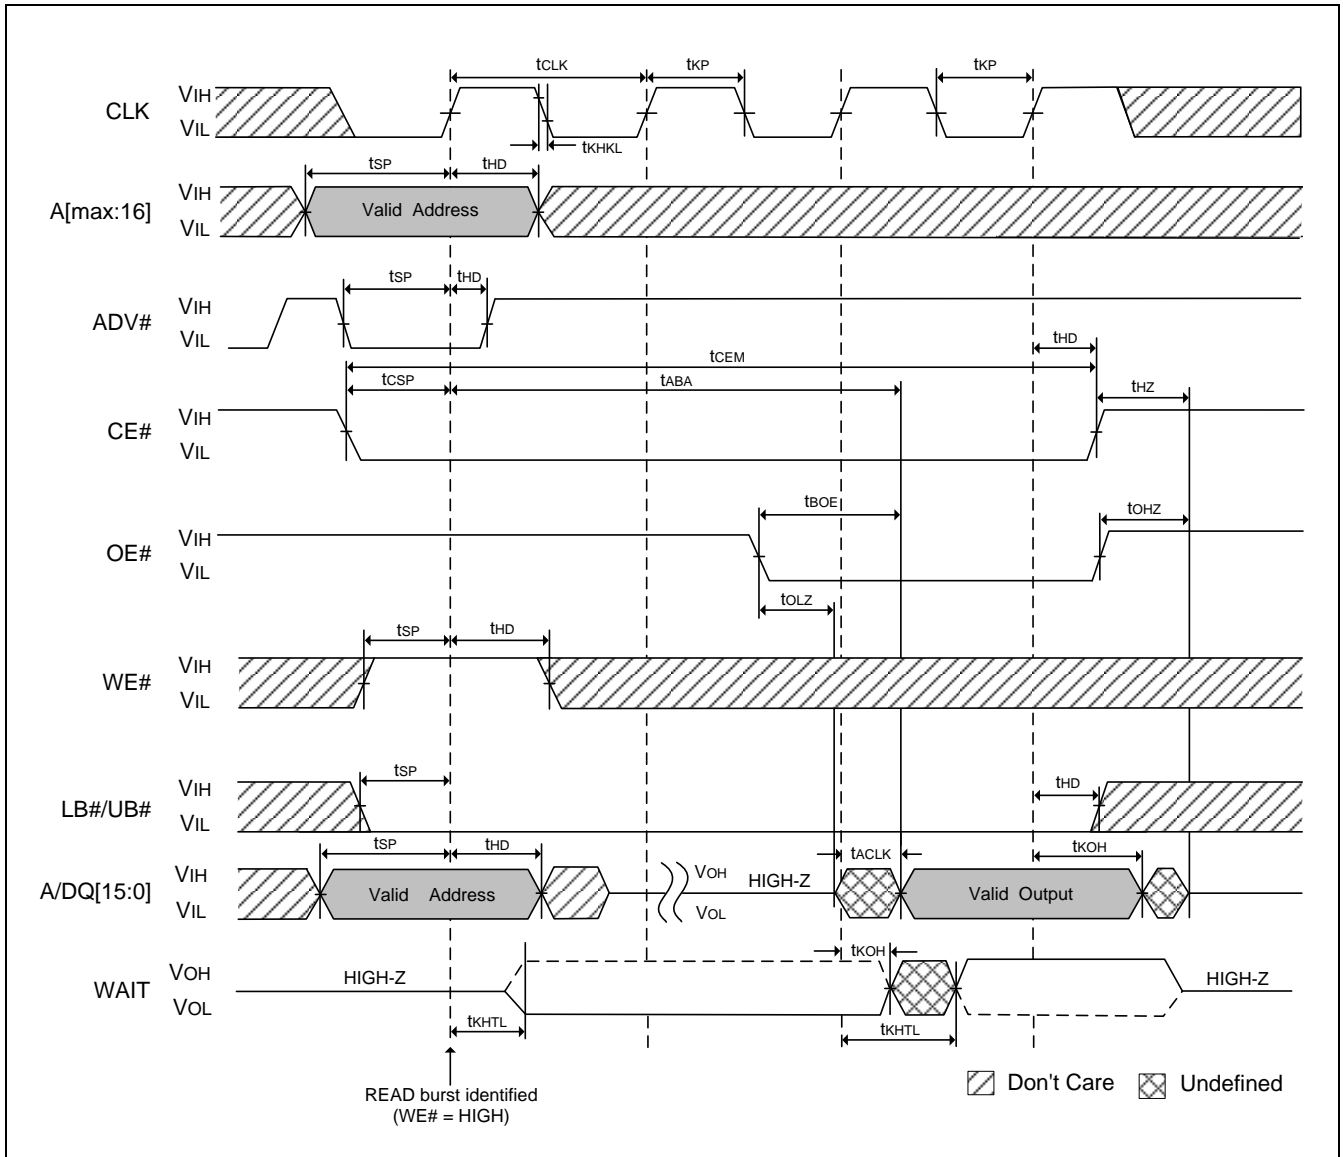 tCLK tKP tKP
CLK VIH
VIL
tKHKL
tSP tHD
A[max:16] VIH
VIL
Valid Address
tSP tHD
ADV# VIH
VIL
tHD
tCEM
tCSP tABA tHZ
CE# VIH
VIL
tBOE tOHZ
OE# VIH
VIL
tOLZ
tSP tHD
WE# VIH
VIL
tSP tHD
LB#/UB# VIH
VIL
tSP tHD tACLK tKOH
A/DQ[15:0] VIH
VIL
Valid Address
VOH
VOL
HIGH-Z
Valid Output
tKOH
WAIT VOH
VOL
HIGH-Z
HIGH-Z
tKHTL tKHTL
READ burst identified
(WE# = HIGH)
Don't Care
Undefined